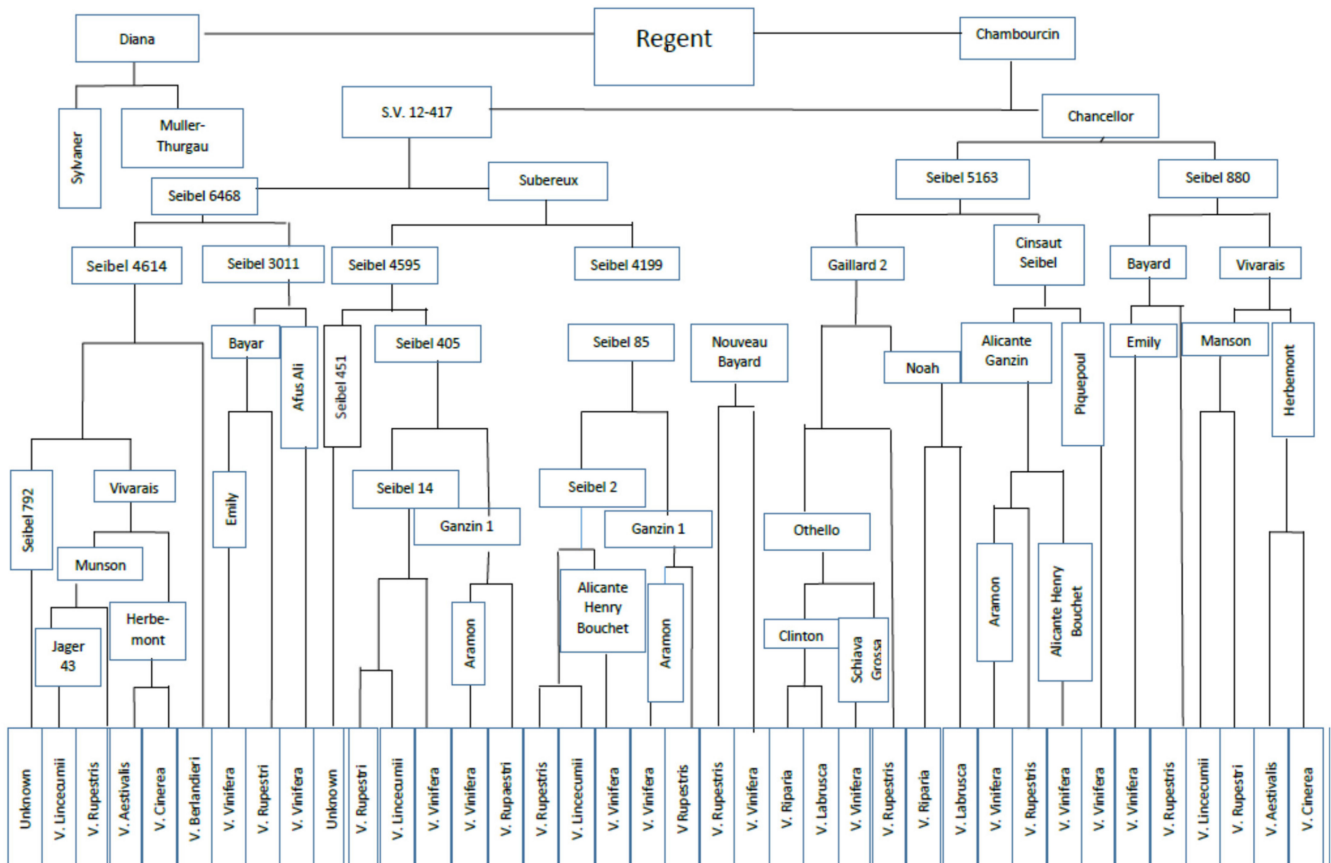 Regent
Diana
Chambourcin
S.V. 12-417
Chancellor
Sylvaner
Muller-
Thurgau
Subereux
Seibel 5163
Seibel 880
Seibel 6468
Seibel 4614
Seibel 3011
Seibel 4595
Seibel 4199
Gaillard 2
Cinsaut
Seibel
Bayard
Vivarais
Bayar
Afus Ali
Seibel 451
Seibel 405
Seibel 85
Nouveau
Bayard
Noah
Alicante
Ganzin
Piquepoul
Emily
Manson
Herbemont
Seibel 792
Vivarais
Emily
Seibel 14
Ganzin 1
Seibel 2
Ganzin 1
Othello
Munson
Aramon
Alicante
Henry
Bouchet
Aramon
Aramon
Alicante Henry
Bouchet
Jager
43
Herbe-
mont
Clinton
Schiava
Grossa
Unknown
V. Lincecumii
V. Rupestris
V. Aestivalis
V. Cinerea
V. Berlandieri
V. Vinifera
V. Rupestri
V. Vinifera
Unknown
V. Rupestri
V. Lincecumii
V. Vinifera
V. Vinifera
V. Rupaestri
V. Rupestris
V. Lincecumii
V. Vinifera
V. Vinifera
V Rupestris
V. Rupestris
V. Vinifera
V. Riparia
V. Labrusca
V. Vinifera
V. Rupestris
V. Riparia
V. Labrusca
V. Vinifera
V. Rupestris
V. Vinifera
V. Vinifera
V. Vinifera
V. Rupestris
V. Lincecumii
V. Rupestri
V. Aestivalis
V. Cinerea